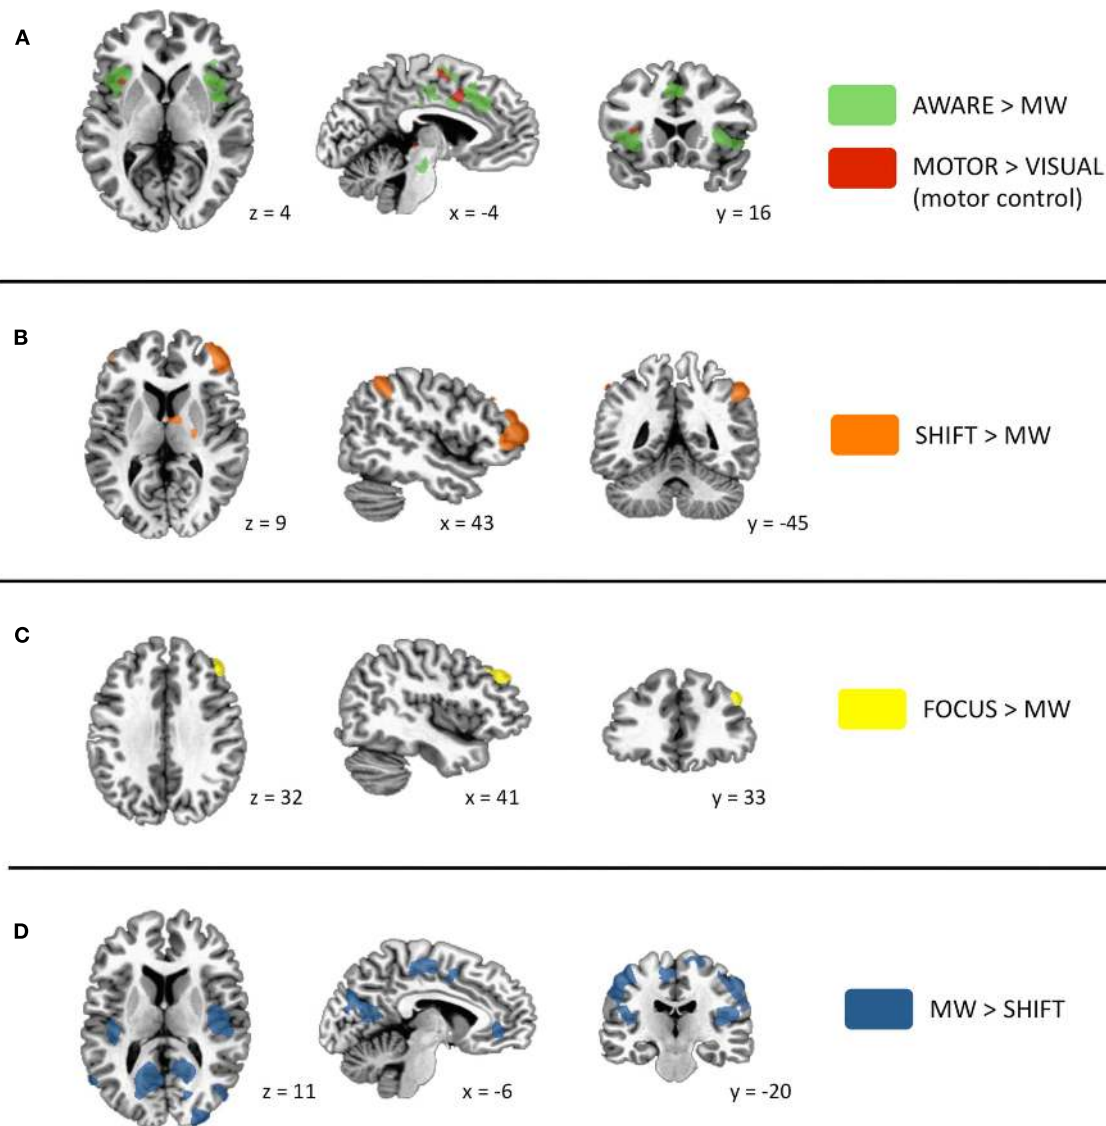 A
AWARE > MW
MOTOR > VISUAL
(motor control)
z = 4
x = -4
y = 16
B
SHIFT > MW
z = 9
x = 43
y = -45
C
FOCUS > MW
z = 32
x = 41
y = 33
D
MW > SHIFT
z = 11
x = -6
y = -20